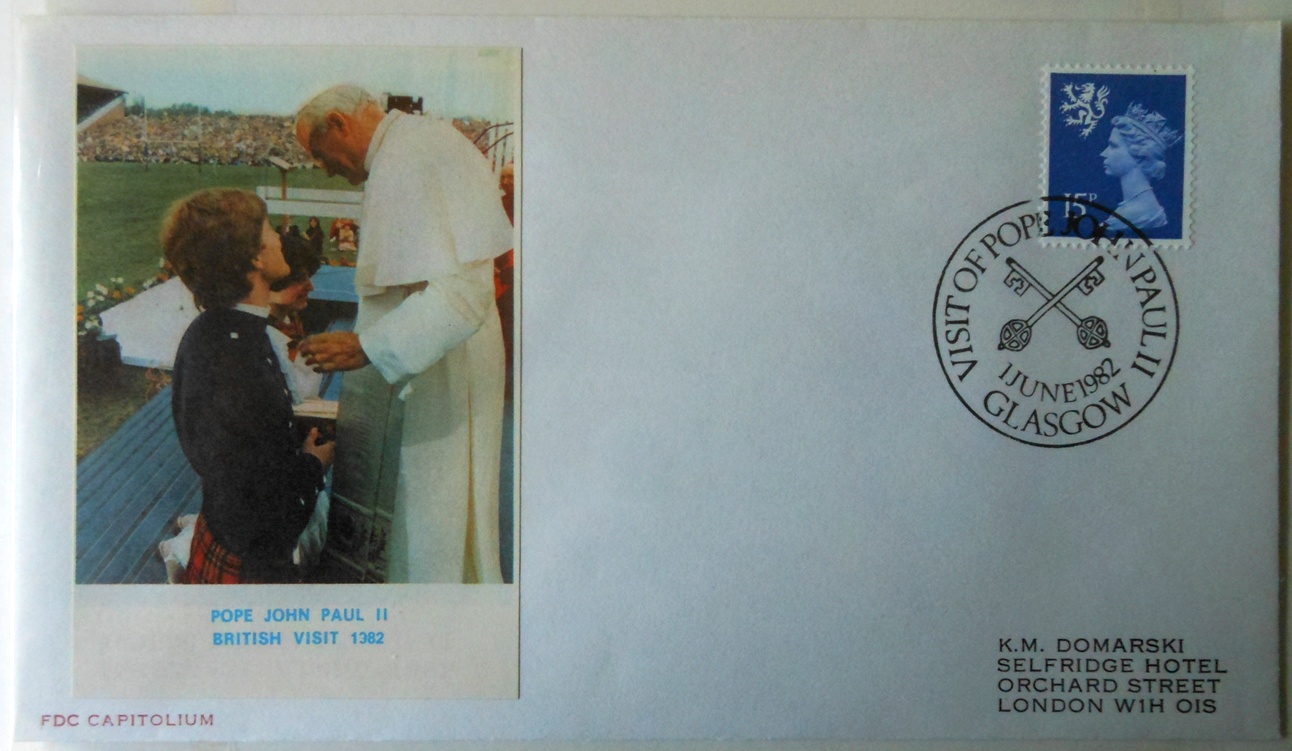 POPE JOHN PAUL II
BRITISH VISIT 1982
FDC CAPITOLIUM
15P
VISIT OF POPE JOHN PAUL II
1 JUNE 1982
GLASGOW
K.M. DOMARSKI
SELFRIDGE HOTEL
ORCHARD STREET
LONDON W1H OIS